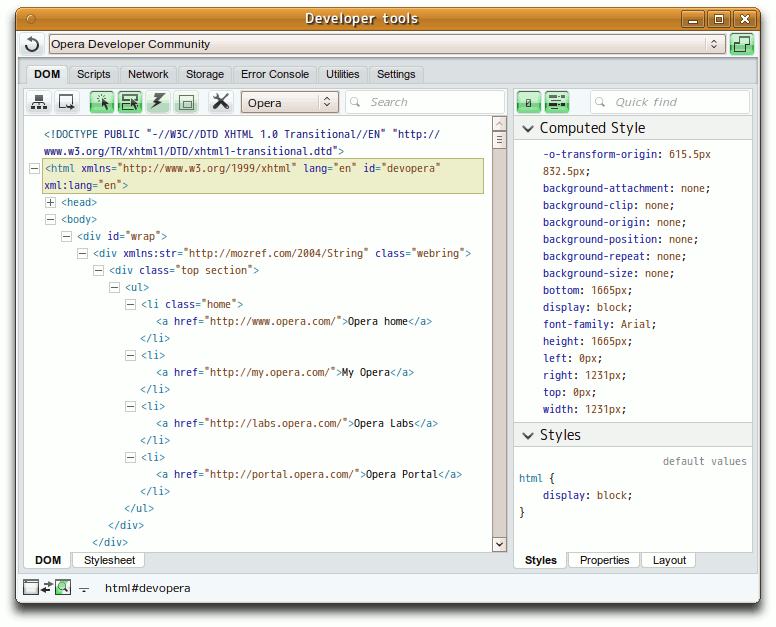 Developer tools
Opera Developer Community
DOM Scripts Network Storage Error Console Utilities Settings
Opera Search Quick find
<!DOCTYPE PUBLIC "-//W3C//DTD XHTML 1.0 Transitional//EN" "http://
www.w3.org/TR/xhtml1/DTD/xhtml1-transitional.dtd">
<html xmlns="http://www.w3.org/1999/xhtml" lang="en" id="devopera"
xml:lang="en">
<head>
<body>
<div id="wrap">
<div xmlns:str="http://mozref.com/2004/String" class="webring">
<div class="top section">
<ul>
<li class="home">
<a href="http://www.opera.com/">Opera home</a>
</li>
<li>
<a href="http://my.opera.com/">My Opera</a>
</li>
<li>
<a href="http://labs.opera.com/">Opera Labs</a>
</li>
<li>
<a href="http://portal.opera.com/">Opera Portal</a>
</li>
</ul>
</div>
</div>
DOM Stylesheet
Computed Style
-o-transform-origin: 615.5px
832.5px;
background-attachment: none;
background-clip: none;
background-origin: none;
background-position: none;
background-repeat: none;
background-size: none;
bottom: 1665px;
display: block;
font-family: Arial;
height: 1665px;
left: 0px;
right: 1231px;
top: 0px;
width: 1231px;
Styles
default values
html {
display: block;
}
Styles Properties Layout
html#devopera